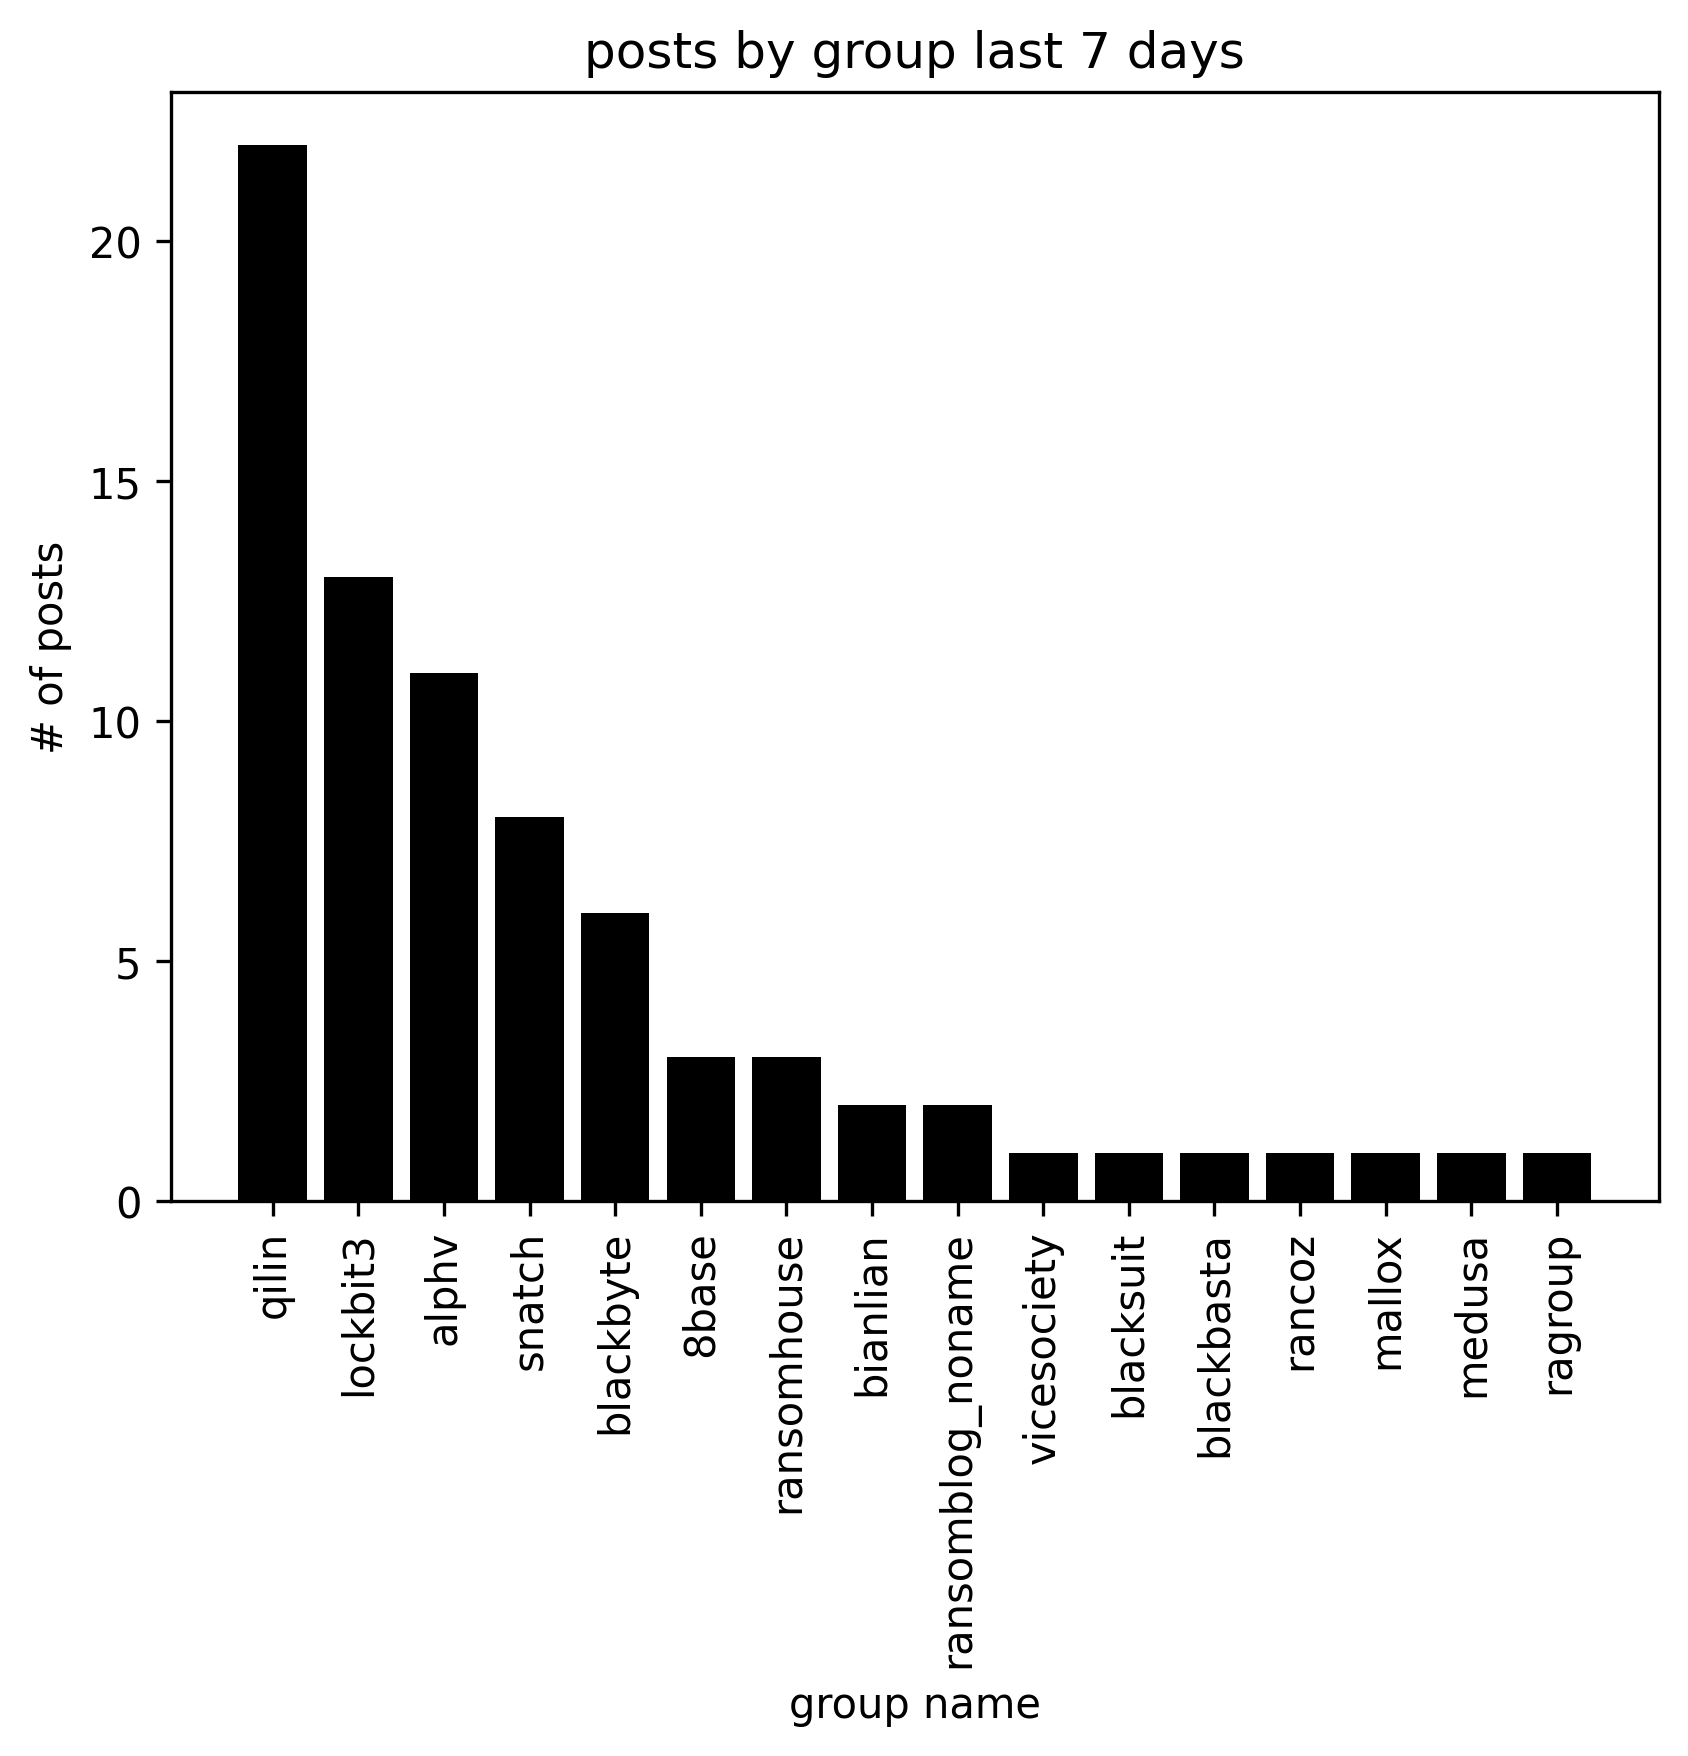 posts by group last 7 days
# of posts
20
15
10
5
0
qilin
lockbit3
alphv
snatch
blackbyte
8base
ransomhouse
bianlian
ransomblog_noname
vicesociety
blacksuit
blackbasta
rancoz
mallox
medusa
ragroup
group name